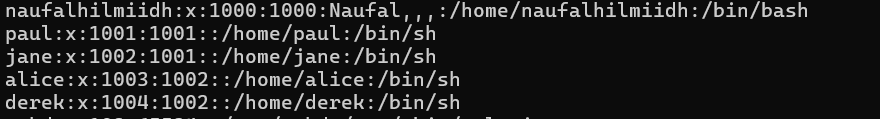 naufalhilmiidh:x:1000:1000:Naufal,,,:/home/naufalhilmiidh:/bin/bash
paul:x:1001:1001::/home/paul:/bin/sh
jane:x:1002:1001::/home/jane:/bin/sh
alice:x:1003:1002::/home/alice:/bin/sh
derek:x:1004:1002::/home/derek:/bin/sh